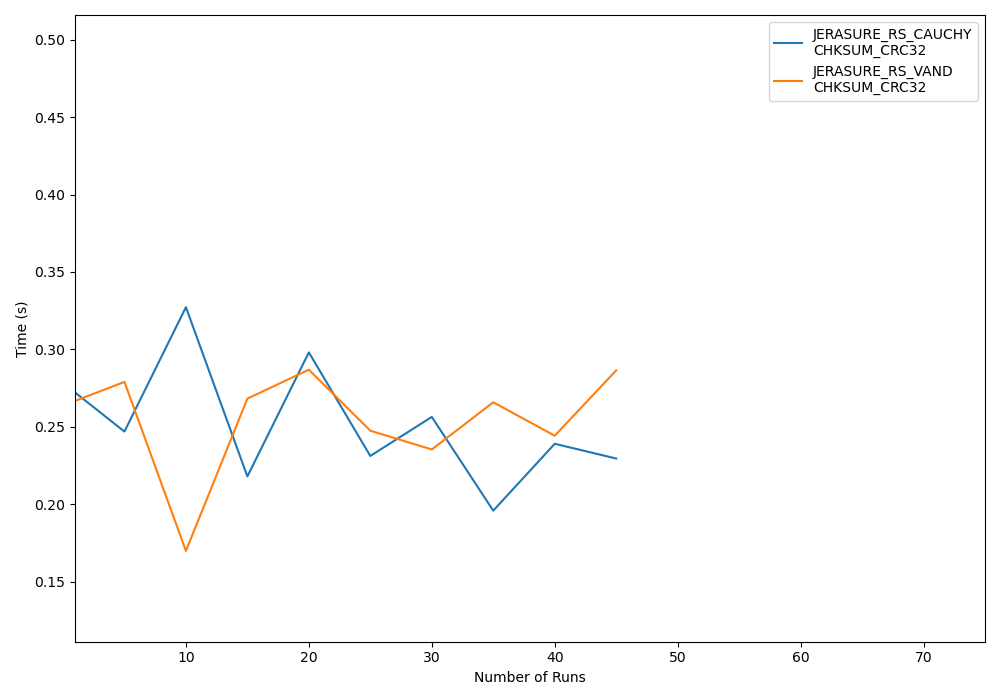 JERASURE_RS_CAUCHY
CHKSUM_CRC32
JERASURE_RS_VAND
CHKSUM_CRC32
0.50
0.45
0.40
0.35
0.30
0.25
0.20
0.15
Time (s)
10 20 30 40 50 60 70
Number of Runs